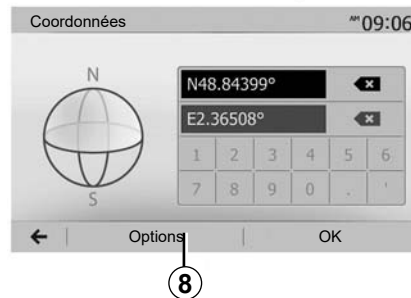 Coordonnées AM 09:06
N
S
N48.84399°
E2.36508°
1 2 3 4 5 6
7 8 9 0 . '
Options OK
8